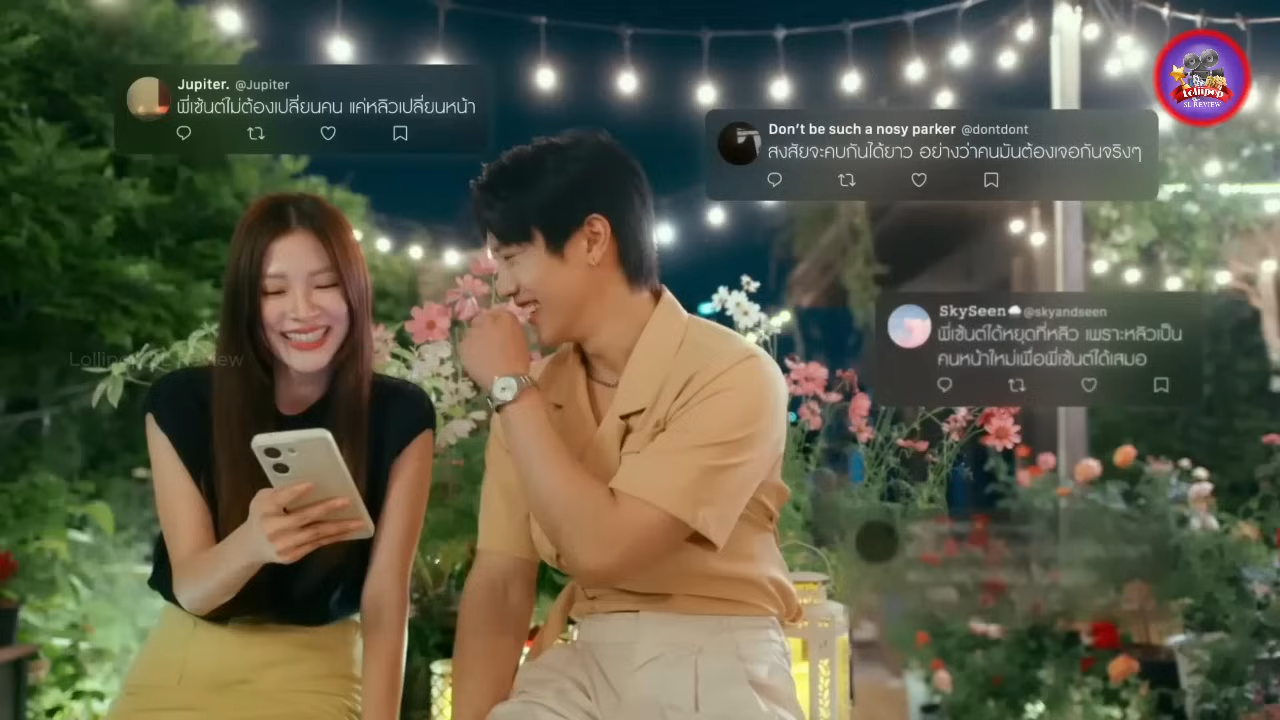 Jupiter. @Jupiter
พี่เซ้นต์ไม่ต้องเปลี่ยนคน แค่หลิวเปลี่ยนหน้า
Don't be such a nosy parker @dontdont
สงสัยจะคบกันได้ยาว อย่างว่าคนมันต้องเจอกันจริงๆ
SkySeen @skyandseen
พี่เซ้นต์ได้หยุดที่หลิว เพราะหลิวเป็น
คนหน้าใหม่เพื่อพี่เซ้นต์ได้เสมอ
Lollipop SL Review
Lollipop
SL REVIEW